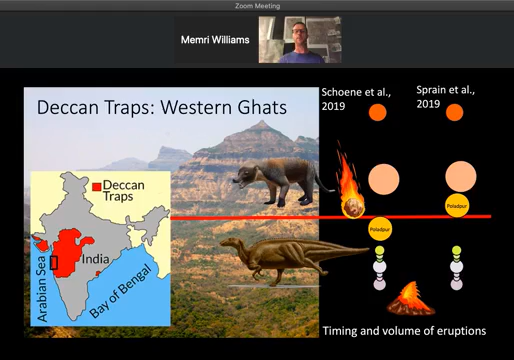 Zoom Meeting
Memri Williams
Deccan Traps: Western Ghats
Schoene et al.,
2019
Sprain et al.,
2019
Deccan
Traps
India
Arabian Sea
Bay of Bengal
Poladpur
Poladpur
Timing and volume of eruptions